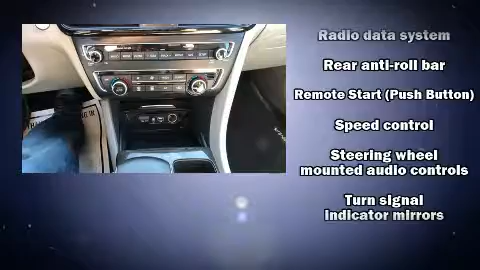 Radio data system
Rear anti-roll bar
Remote Start (Push Button)
Speed control
Steering wheel
mounted audio controls
Turn signal
indicator mirrors